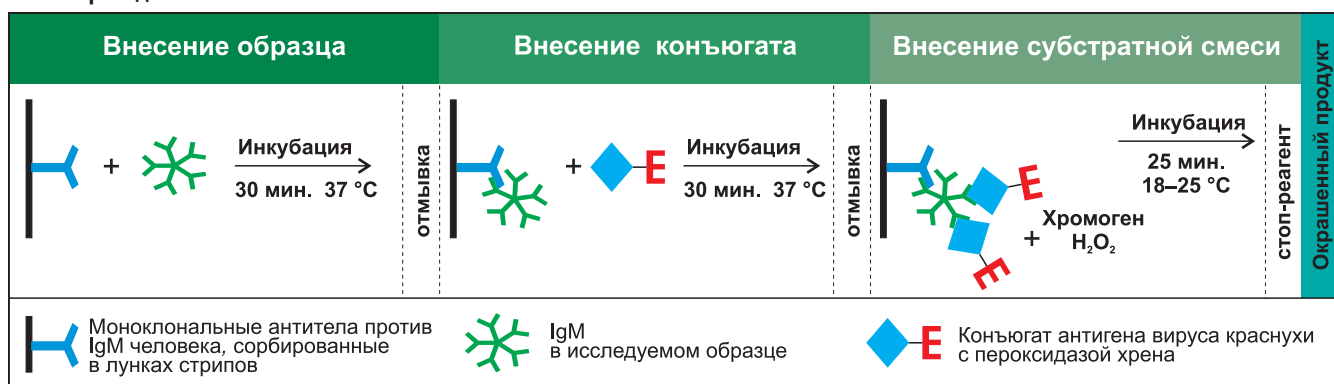 Внесение образца
Внесение конъюгата
Внесение субстратной смеси
+
Инкубация
30 мин. 37 °C
отмывка
+
E
Инкубация
30 мин. 37 °C
отмывка
E
E
+
Хромоген
H₂O₂
Инкубация
25 мин.
18–25 °C
стоп-реагент
Окрашенный продукт
Моноклональные антитела против
IgM человека, сорбированные
в лунках стрипов
IgM
в исследуемом образце
E
Конъюгат антигена вируса краснухи
с пероксидазой хрена